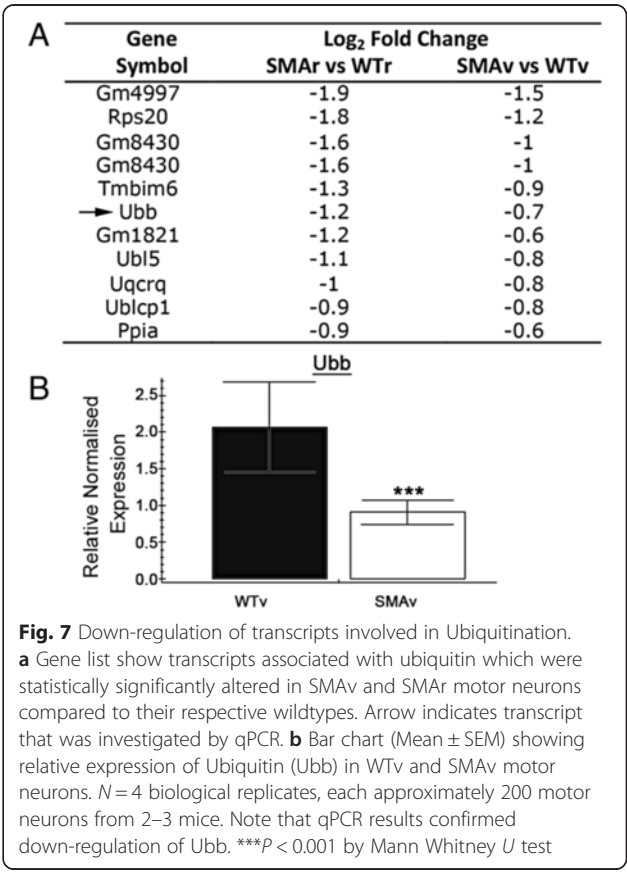 A
Gene Log₂ Fold Change
Symbol SMAr vs WTr SMAv vs WTv
Gm4997 -1.9 -1.5
Rps20 -1.8 -1.2
Gm8430 -1.6 -1
Gm8430 -1.6 -1
Tmbim6 -1.3 -0.9
Ubb -1.2 -0.7
Gm1821 -1.2 -0.6
Ubl5 -1.1 -0.8
Uqcrq -1 -0.8
Ublcp1 -0.9 -0.8
Ppia -0.9 -0.6
B
Ubb
Relative Normalised
Expression
2.5
2.0
1.5
1.0
0.5
0.0
***
WTv SMAv
Fig. 7 Down-regulation of transcripts involved in Ubiquitination.
a Gene list show transcripts associated with ubiquitin which were
statistically significantly altered in SMAv and SMAr motor neurons
compared to their respective wildtypes. Arrow indicates transcript
that was investigated by qPCR. b Bar chart (Mean ± SEM) showing
relative expression of Ubiquitin (Ubb) in WTv and SMAv motor
neurons. N = 4 biological replicates, each approximately 200 motor
neurons from 2–3 mice. Note that qPCR results confirmed
down-regulation of Ubb. ***P < 0.001 by Mann Whitney U test